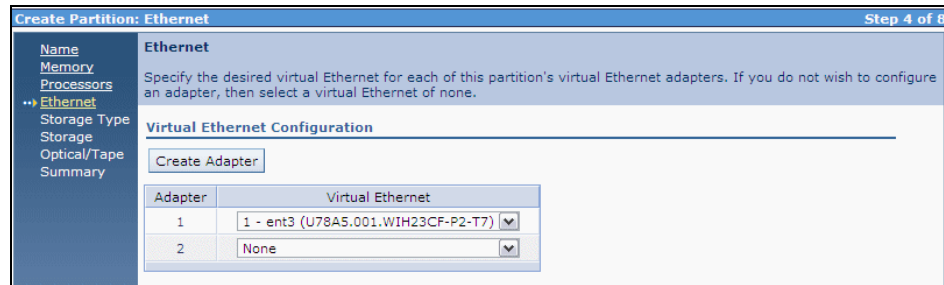 Create Partition: Ethernet
Step 4 of 8
Name
Memory
Processors
Ethernet
Storage Type
Storage
Optical/Tape
Summary
Ethernet
Specify the desired virtual Ethernet for each of this partition's virtual Ethernet adapters. If you do not wish to configure
an adapter, then select a virtual Ethernet of none.
Virtual Ethernet Configuration
Create Adapter
Adapter Virtual Ethernet
1 1 - ent3 (U78A5.001.WIH23CF-P2-T7)
2 None